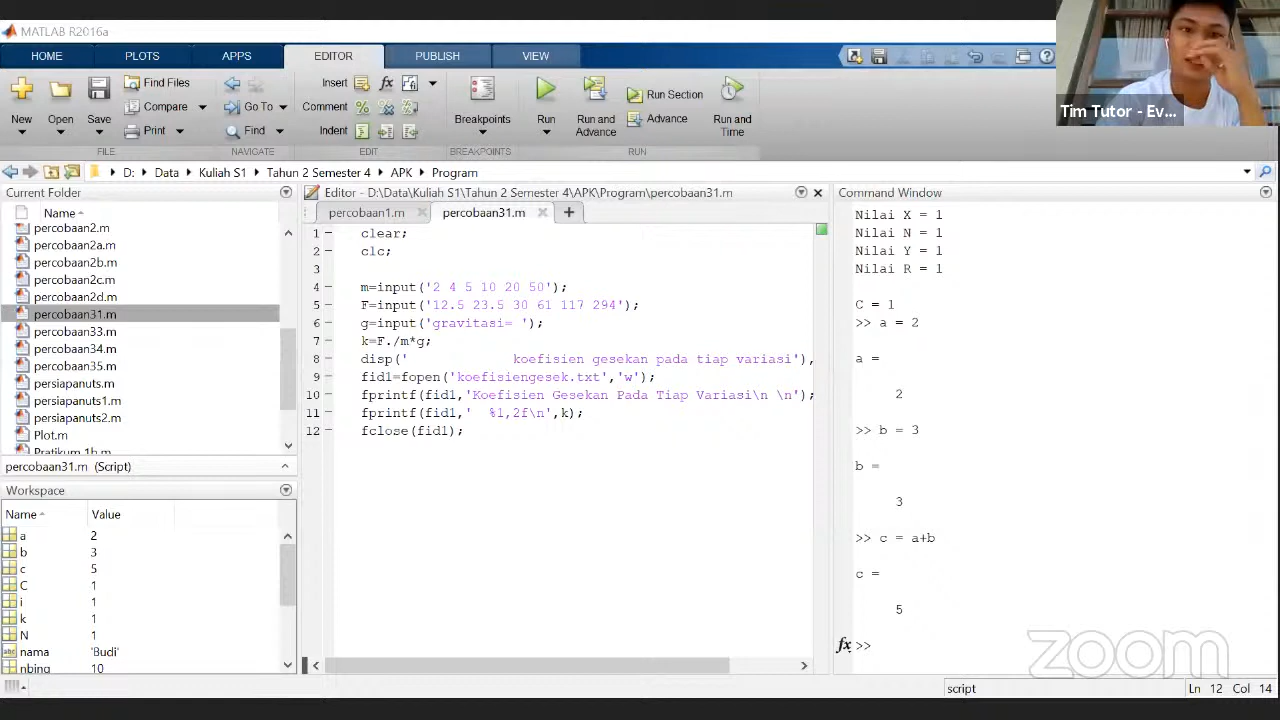 MATLAB R2016a
HOME
PLOTS
APPS
EDITOR
PUBLISH
VIEW
New
Open
Save
Find Files
Compare
Print
FILE
Go To
Find
NAVIGATE
Insert
fx
Comment
%
Indent
EDIT
Breakpoints
BREAKPOINTS
Run
Run and
Advance
Run Section
Advance
Run and
Time
RUN
Tim Tutor - Ev...
D: Data Kuliah S1 Tahun 2 Semester 4 APK Program
Current Folder
Name
percobaan2.m
percobaan2a.m
percobaan2b.m
percobaan2c.m
percobaan2d.m
percobaan31.m
percobaan33.m
percobaan34.m
percobaan35.m
persiapanuts.m
persiapanuts1.m
persiapanuts2.m
Plot.m
Pratikum 1b.m
percobaan31.m (Script)
Workspace
Name Value
a 2
b 3
c 5
C 1
i 1
k 1
N 1
nama 'Budi'
nbing 10
Editor - D:\Data\Kuliah S1\Tahun 2 Semester 4\APK\Program\percobaan31.m
percobaan1.m
percobaan31.m
1 clear;
2 clc;
3
4 m=input('2 4 5 10 20 50');
5 F=input('12.5 23.5 30 61 117 294');
6 g=input('gravitasi= ');
7 k=F./m*g;
8 disp(' koefisien gesekan pada tiap variasi'),
9 fid1=fopen('koefisiengesek.txt','w');
10 fprintf(fid1,'Koefisien Gesekan Pada Tiap Variasi\n \n');
11 fprintf(fid1,' %1,2f\n',k);
12 fclose(fid1);
Command Window
Nilai X = 1
Nilai N = 1
Nilai Y = 1
Nilai R = 1
C = 1
>> a = 2
a =
2
>> b = 3
b =
3
>> c = a+b
c =
5
fx >>
zoom
script
Ln 12 Col 14